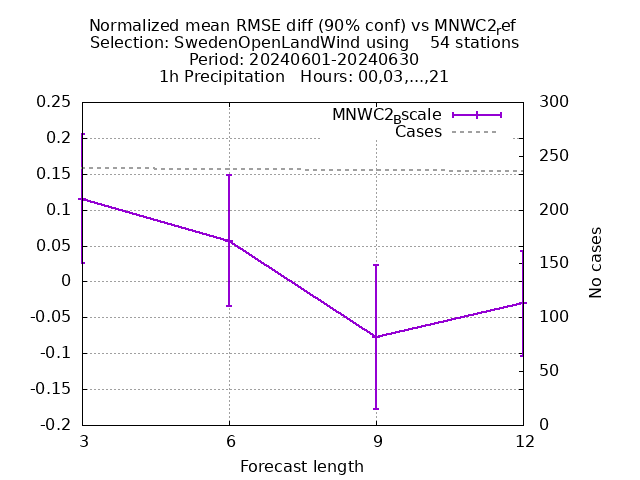 Normalized mean RMSE diff (90% conf) vs MNWC2_ref
Selection: SwedenOpenLandWind using 54 stations
Period: 20240601-20240630
1h Precipitation Hours: 00,03,...,21
MNWC2_Bscale
Cases
0.25
0.2
0.15
0.1
0.05
0
-0.05
-0.1
-0.15
-0.2
300
250
200
150
100
50
0
No cases
3 6 9 12
Forecast length